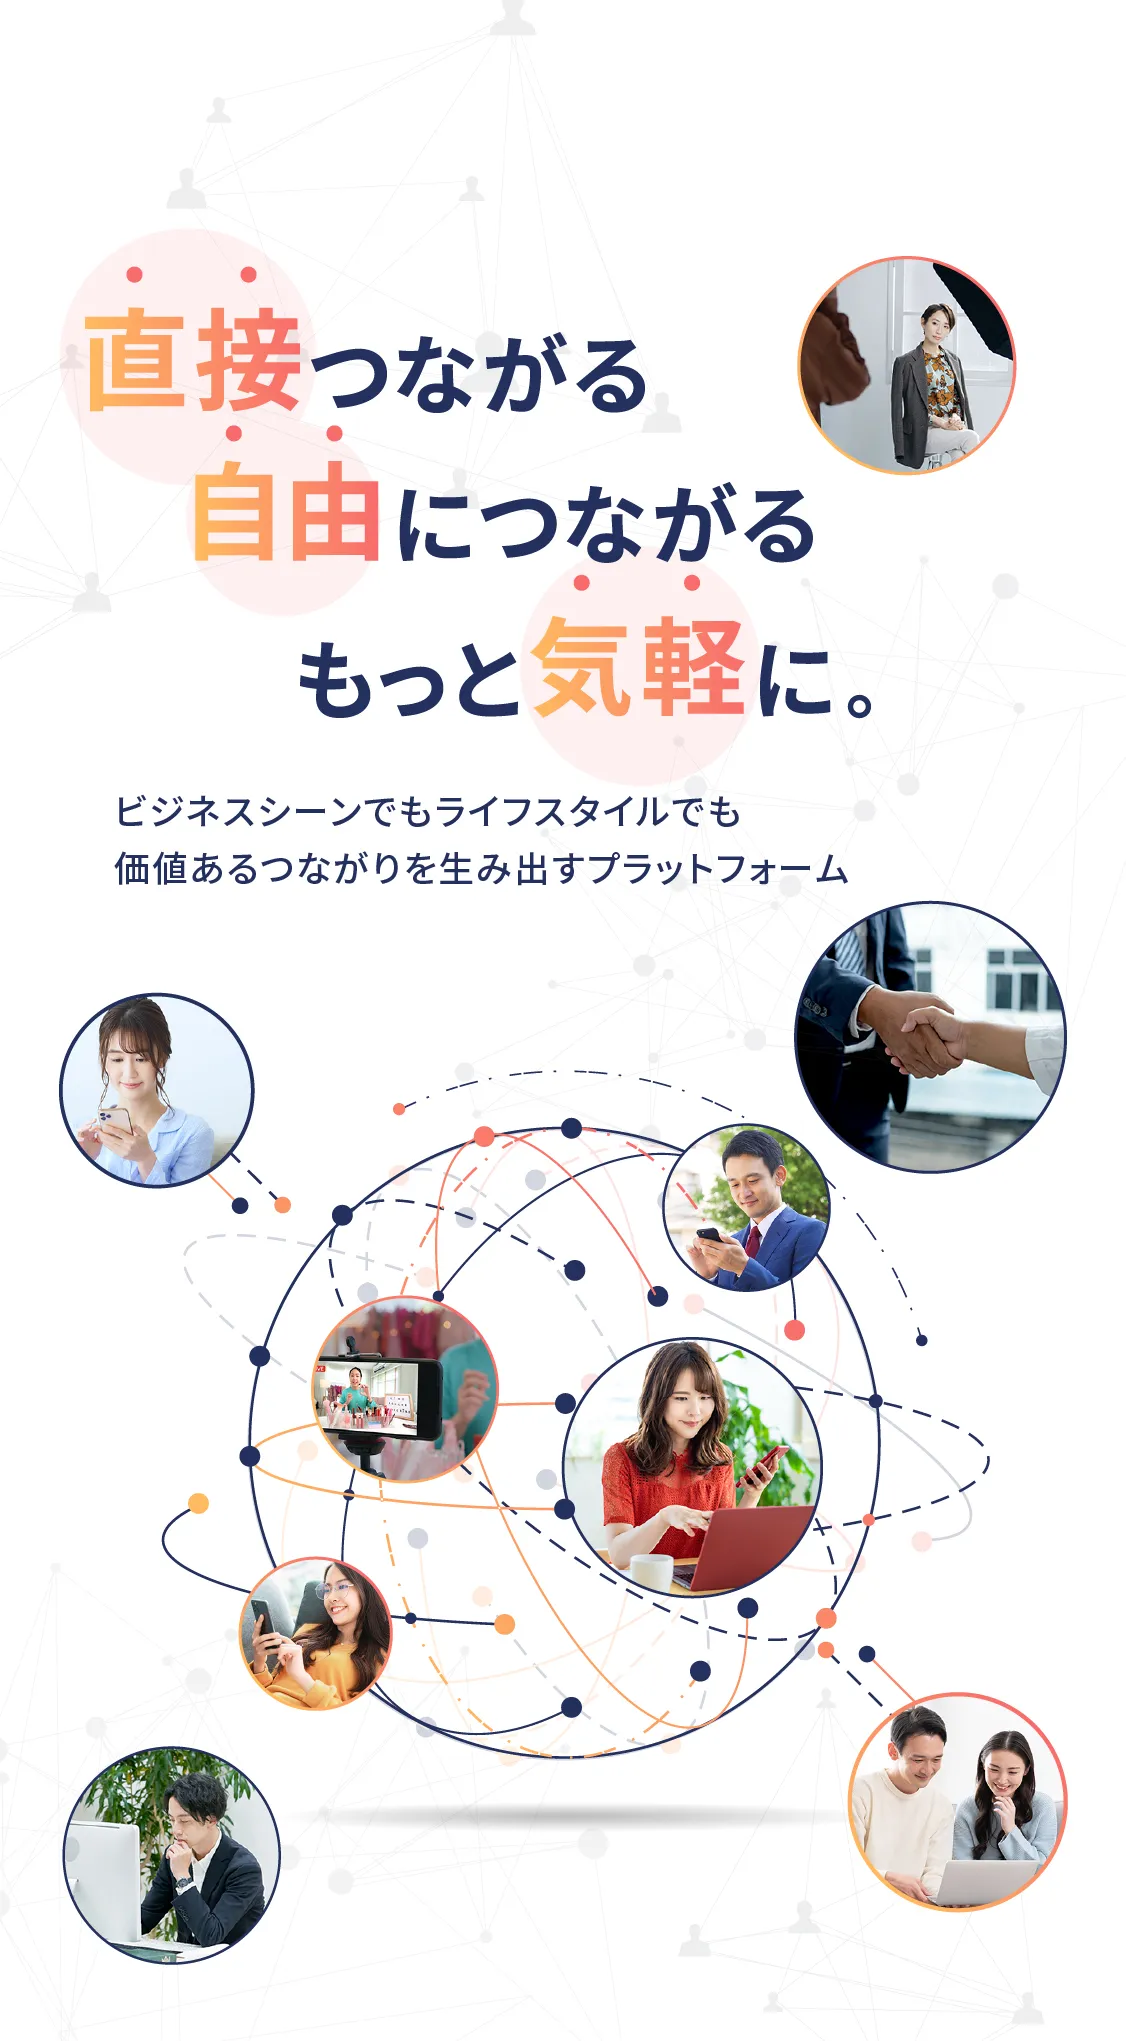 直接つながる
自由につながる
もっと気軽に。
ビジネスシーンでもライフスタイルでも
価値あるつながりを生み出すプラットフォーム